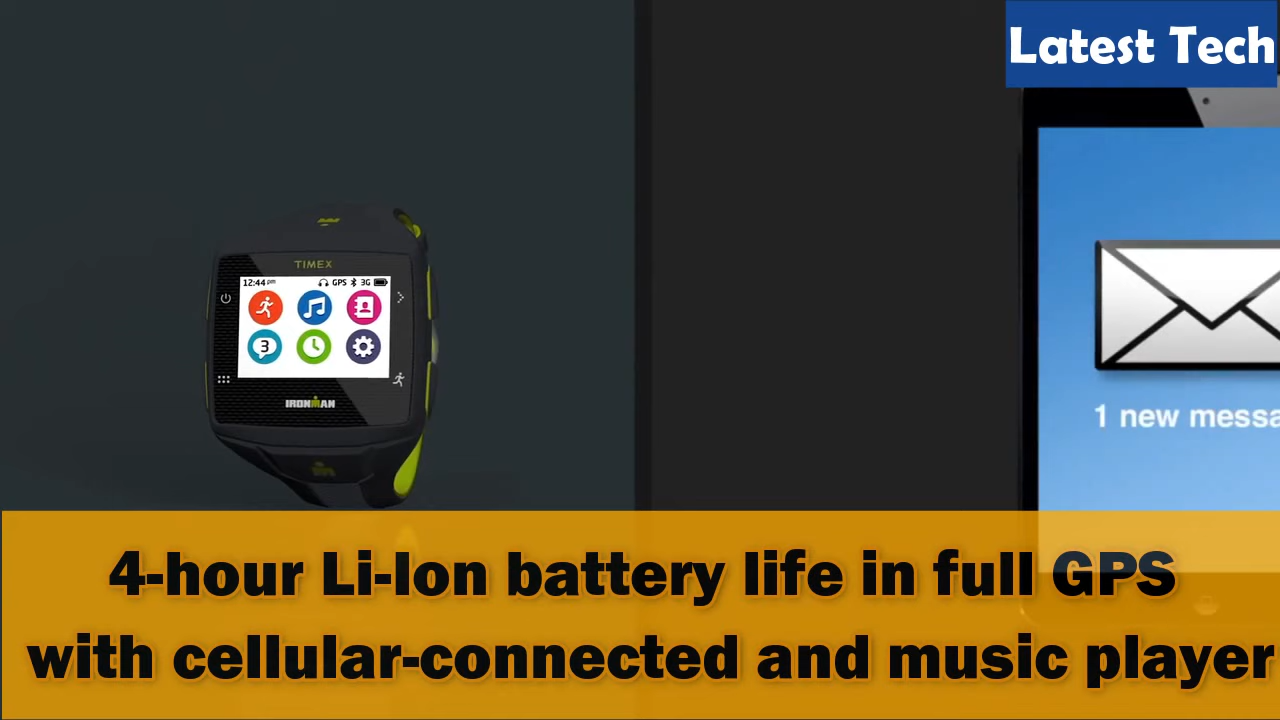 Latest Tech
TIMEX
12:44 pm GPS 3G
3
IRONMAN
1 new messa
4-hour Li-Ion battery life in full GPS
with cellular-connected and music player